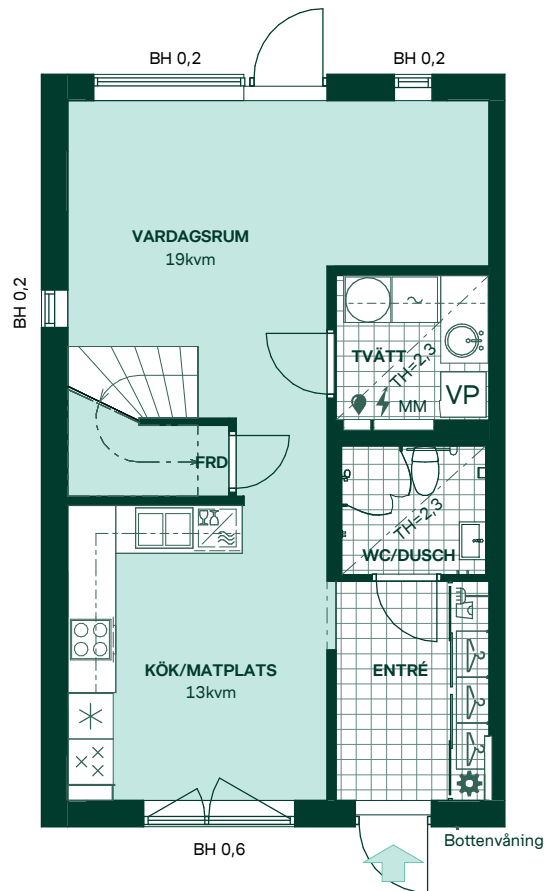 BH 0,2
BH 0,2
VARDAGSRUM
19kvm
BH 0,2
TVÄTT
TH=2,3
VP
MM
FRD
TH=2,3
WC/DUSCH
KÖK/MATPLATS
13kvm
ENTRÉ
BH 0,6
Bottenvåning